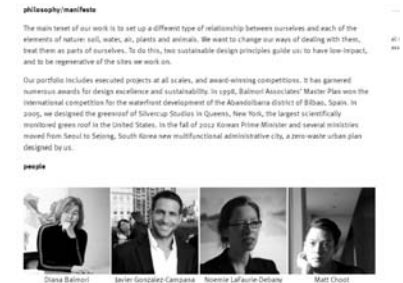 philosophy/manifesto
The main tenet of our work is to set up a different type of relationship between ourselves and each of the
elements of nature: soil, water, air, plants and animals. We want to change our ways of dealing with them,
treat them as parts of ourselves. To do this, two sustainable design principles guide us: to have low-impact,
and to be regenerative of the sites we work on.
Our portfolio includes executed projects at all scales, and award-winning competitions. It has garnered
numerous awards for design excellence and sustainability. In 1998, Balmori Associates' Master Plan won the
international competition for the waterfront development of the Abandoibarra district of Bilbao, Spain. In
2005, we designed the greenroof of Silvercup Studios in Queens, New York, the largest scientifically
monitored green roof in the United States. In the fall of 2012 Korean Prime Minister and several ministries
moved from Seoul to Sejong, South Korea new multifunctional administrative city, a zero-waste urban plan
designed by us.
people
Diana Balmori
Javier González-Campaña
Noemie LaFaurie-Debany
Matt Choot